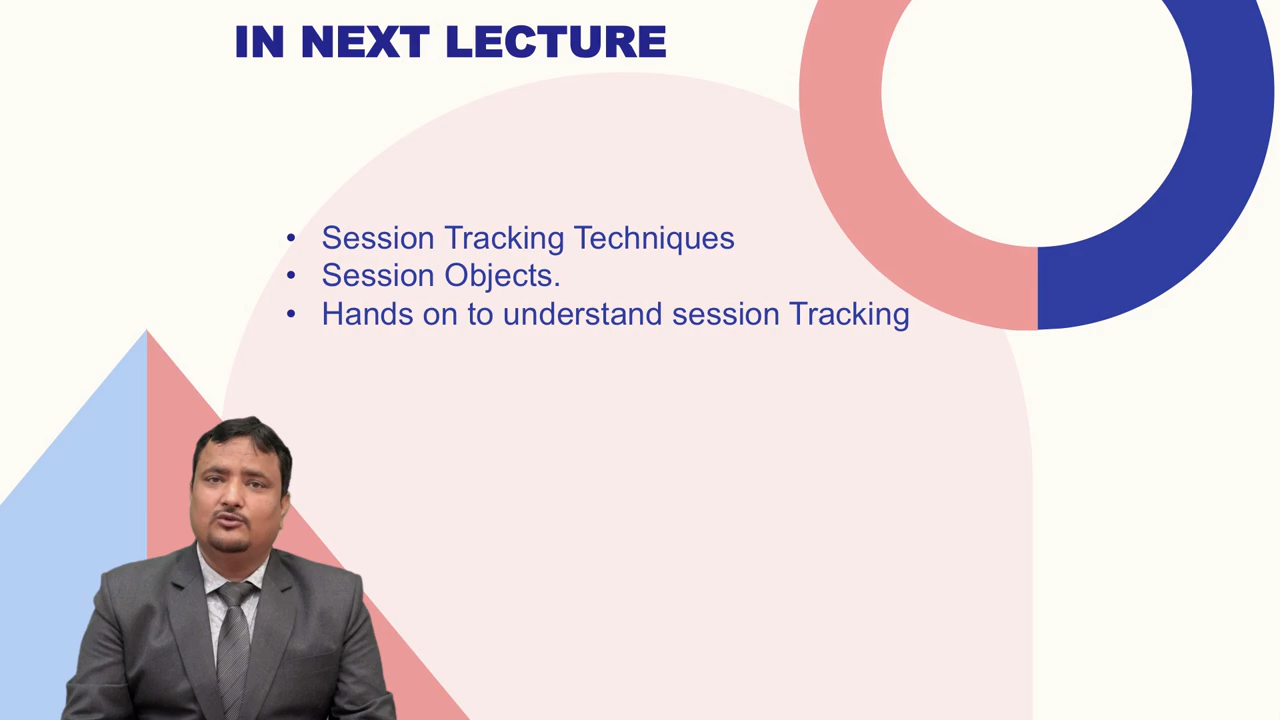 IN NEXT LECTURE
• Session Tracking Techniques
• Session Objects.
• Hands on to understand session Tracking